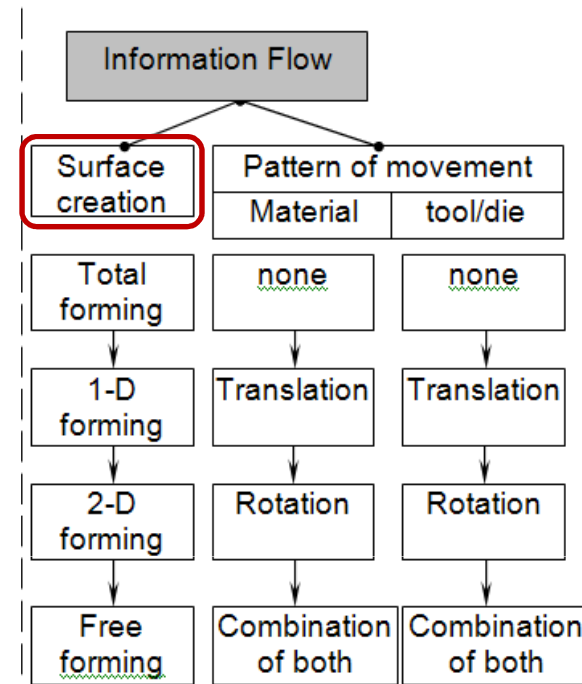 Information Flow
Surface
creation
Pattern of movement
Material
tool/die
Total
forming
none
none
1-D
forming
Translation
Translation
2-D
forming
Rotation
Rotation
Free
forming
Combination
of both
Combination
of both